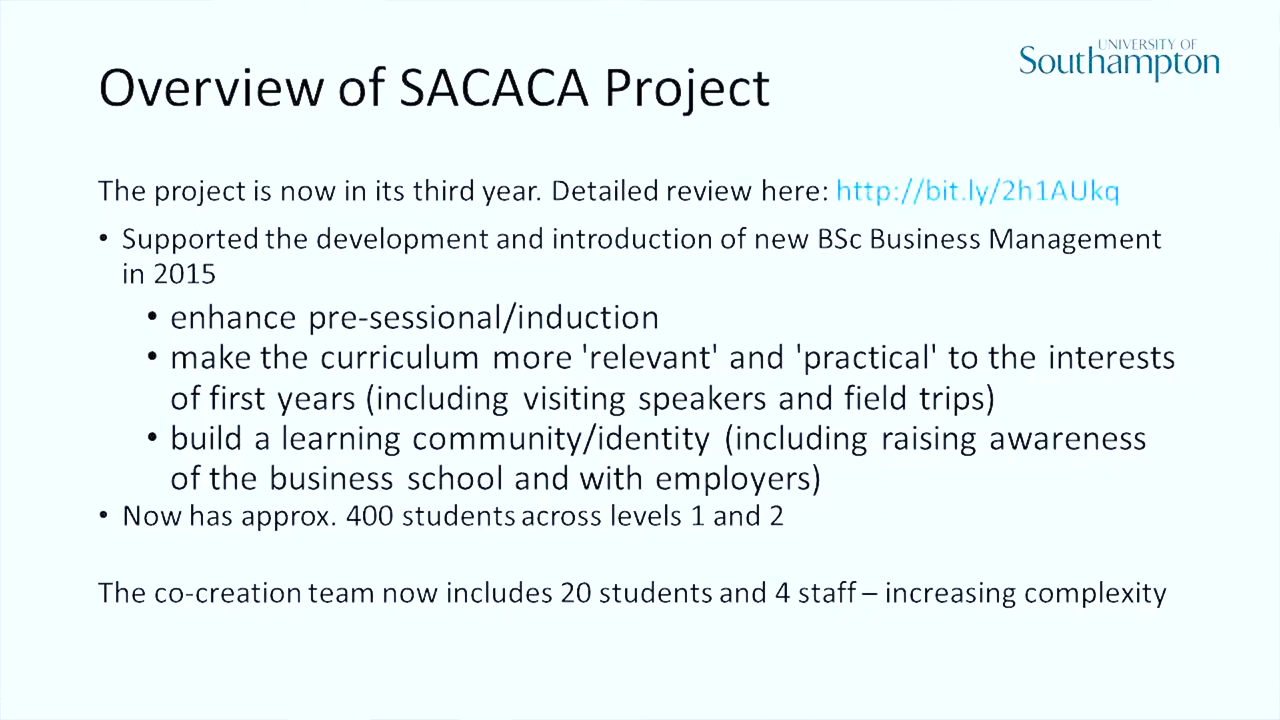 UNIVERSITY OF
Southampton
Overview of SACACA Project
The project is now in its third year. Detailed review here: http://bit.ly/2h1AUkq
• Supported the development and introduction of new BSc Business Management
in 2015
• enhance pre-sessional/induction
• make the curriculum more 'relevant' and 'practical' to the interests
of first years (including visiting speakers and field trips)
• build a learning community/identity (including raising awareness
of the business school and with employers)
• Now has approx. 400 students across levels 1 and 2
The co-creation team now includes 20 students and 4 staff – increasing complexity